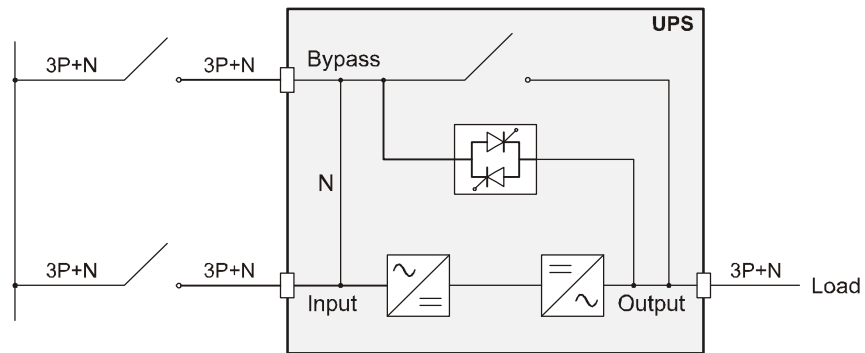 UPS
3P+N
3P+N
Bypass
N
3P+N
3P+N
Input
Output
3P+N
Load